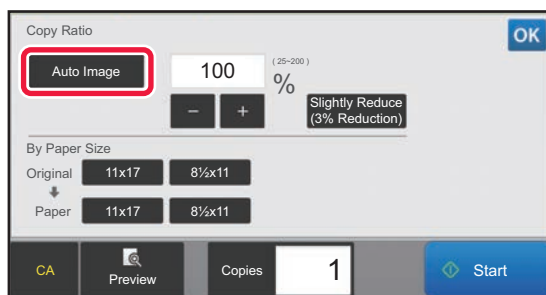 Copy Ratio
OK
Auto Image
100
(25~200)
%
−
+
Slightly Reduce
(3% Reduction)
By Paper Size
Original
11x17
8½x11
Paper
11x17
8½x11
CA
Preview
Copies
1
Start